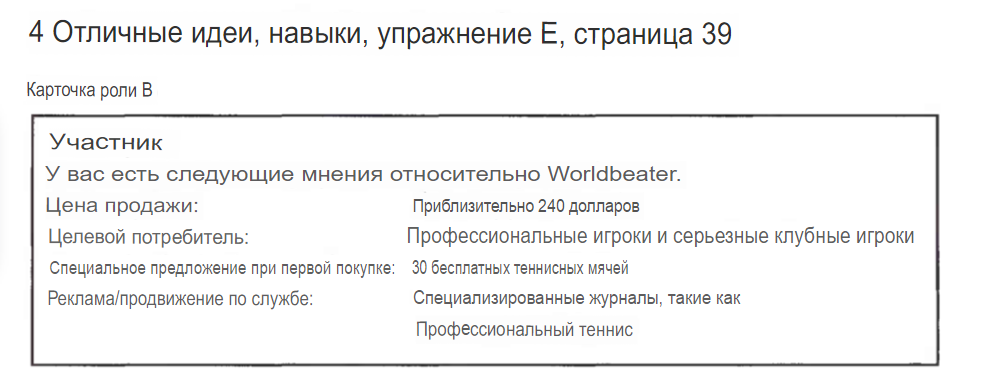 4 Отличные идеи, навыки, упражнение E, страница 39
Карточка роли B
Участник
У вас есть следующие мнения относительно Worldbeater.
Цена продажи: Приблизительно 240 долларов
Целевой потребитель: Профессиональные игроки и серьезные клубные игроки
Специальное предложение при первой покупке: 30 бесплатных теннисных мячей
Реклама/продвижение по службе: Специализированные журналы, такие как
Профессиональный теннис